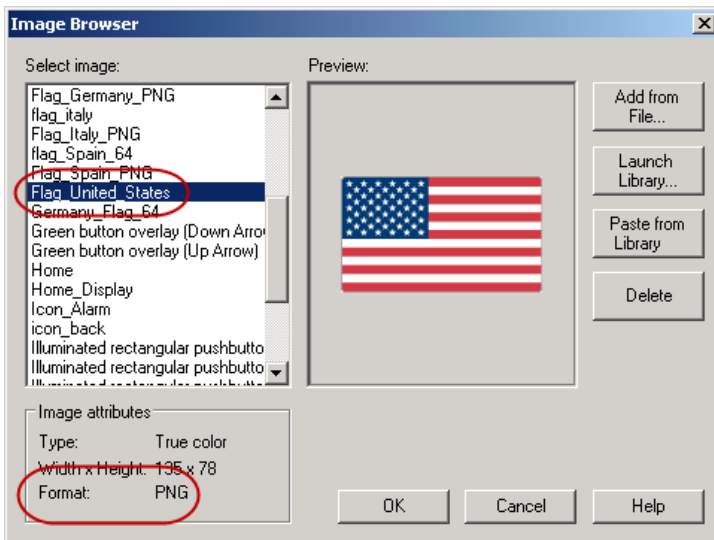 Image Browser
Select image:
Flag_Germany_PNG
flag_italy
Flag_Italy_PNG
flag_Spain_64
Flag_Spain_PNG
Flag_United_States
Germany_Flag_64
Green button overlay (Down Arrow
Green button overlay (Up Arrow)
Home
Home_Display
Icon_Alarm
icon_back
Illuminated rectangular pushbutto
Illuminated rectangular pushbutto
Preview:
Add from
File...
Launch
Library...
Paste from
Library
Delete
Image attributes
Type: True color
Width x Height: 135 x 78
Format: PNG
OK
Cancel
Help